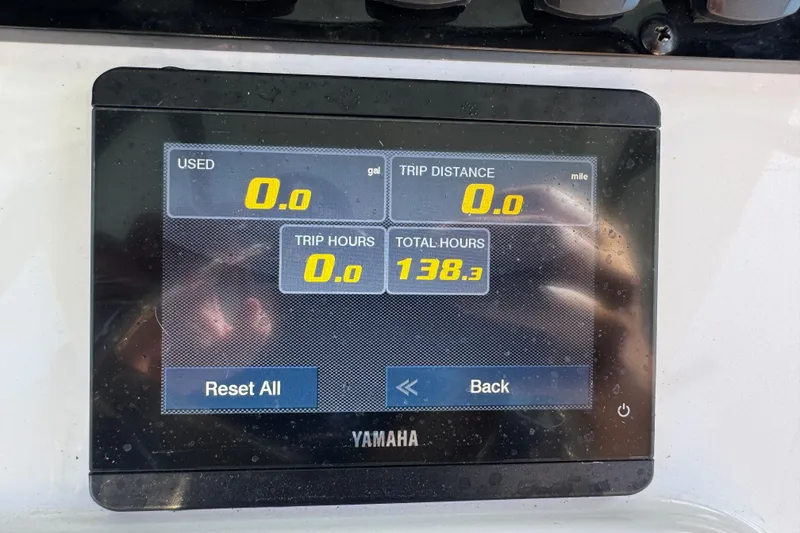 USED gal TRIP DISTANCE mile
0.0 0.0
TRIP HOURS TOTAL HOURS
0.0 138.3
Reset All Back
YAMAHA